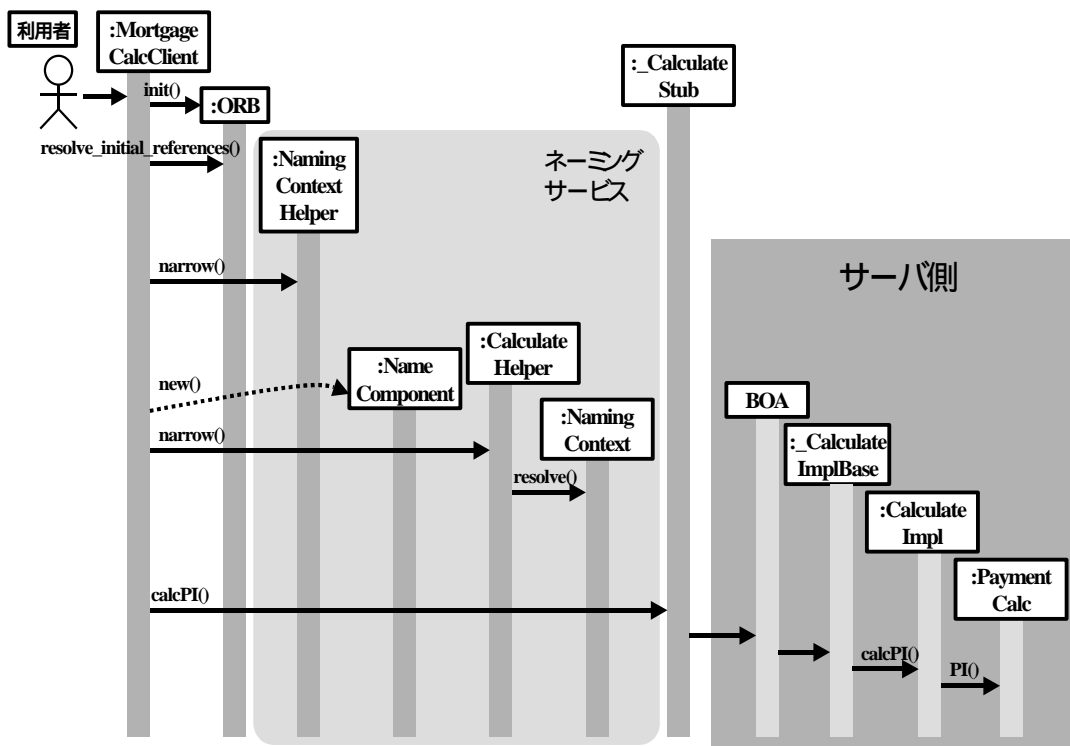 利用者
:Mortgage
CalcClient
init()
:ORB
:_Calculate
Stub
resolve_initial_references()
:Naming
Context
Helper
ネーミング
サービス
サーバ側
narrow()
:Calculate
Helper
:Name
Component
new()
BOA
:Naming
Context
narrow()
:_Calculate
ImplBase
resolve()
:Calculate
Impl
:Payment
Calc
calcPI()
calcPI()
PI()